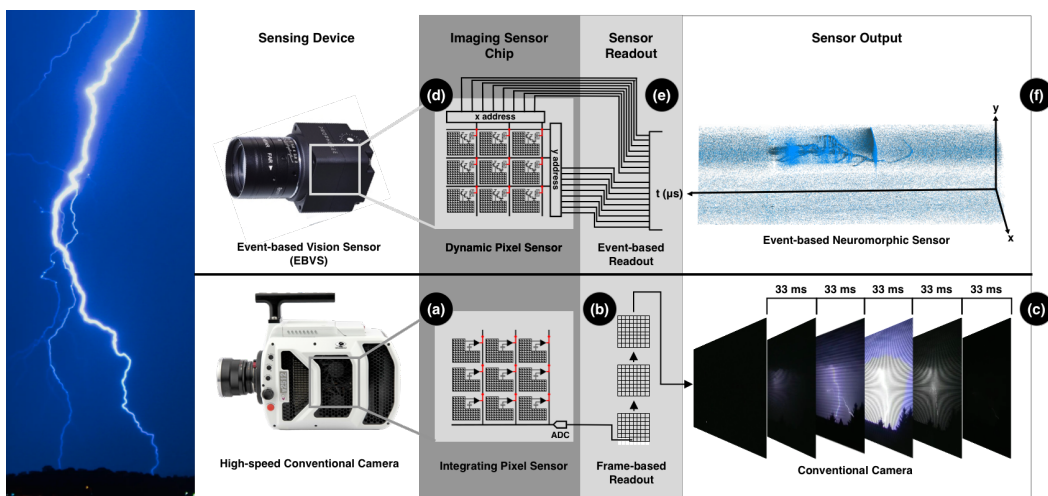 Sensing Device
Imaging Sensor
Chip
Sensor
Readout
Sensor Output
(d)
(e)
(f)
x address
y address
t (µs)
y
x
Event-based Vision Sensor
(EBVS)
Dynamic Pixel Sensor
Event-based
Readout
Event-based Neuromorphic Sensor
(a)
(b)
(c)
33 ms
33 ms
33 ms
33 ms
33 ms
ADC
High-speed Conventional Camera
Integrating Pixel Sensor
Frame-based
Readout
Conventional Camera